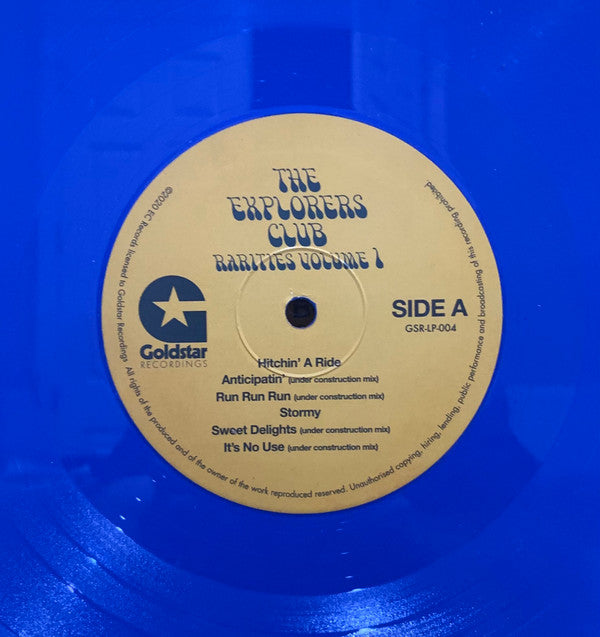 THE
EXPLORERS
CLUB
RARITIES VOLUME 1
SIDE A
GSR-LP-004
Goldstar
RECORDINGS
Hitchin' A Ride
Anticipatin' (under construction mix)
Run Run Run (under construction mix)
Stormy
Sweet Delights (under construction mix)
It's No Use (under construction mix)
©2020 EC Records licensed to Goldstar Recordings. All rights of the produced and of the owner of the work reproduced reserved. Unauthorised copying, hiring, lending, public performance and broadcasting of this recording prohibited.